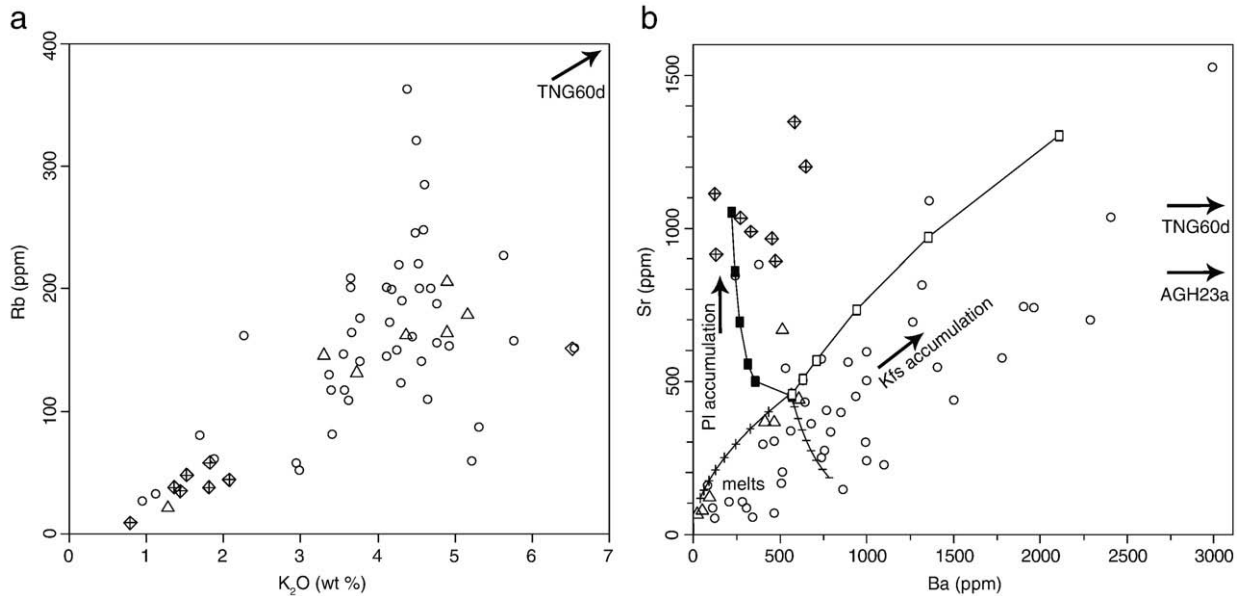 a
400
300
200
100
0
Rb (ppm)
0 1 2 3 4 5 6 7
K₂O (wt %)
TNG60d
b
1500
1000
500
0
Sr (ppm)
0 500 1000 1500 2000 2500 3000
Ba (ppm)
Pl accumulation
melts
Kfs accumulation
TNG60d
AGH23a